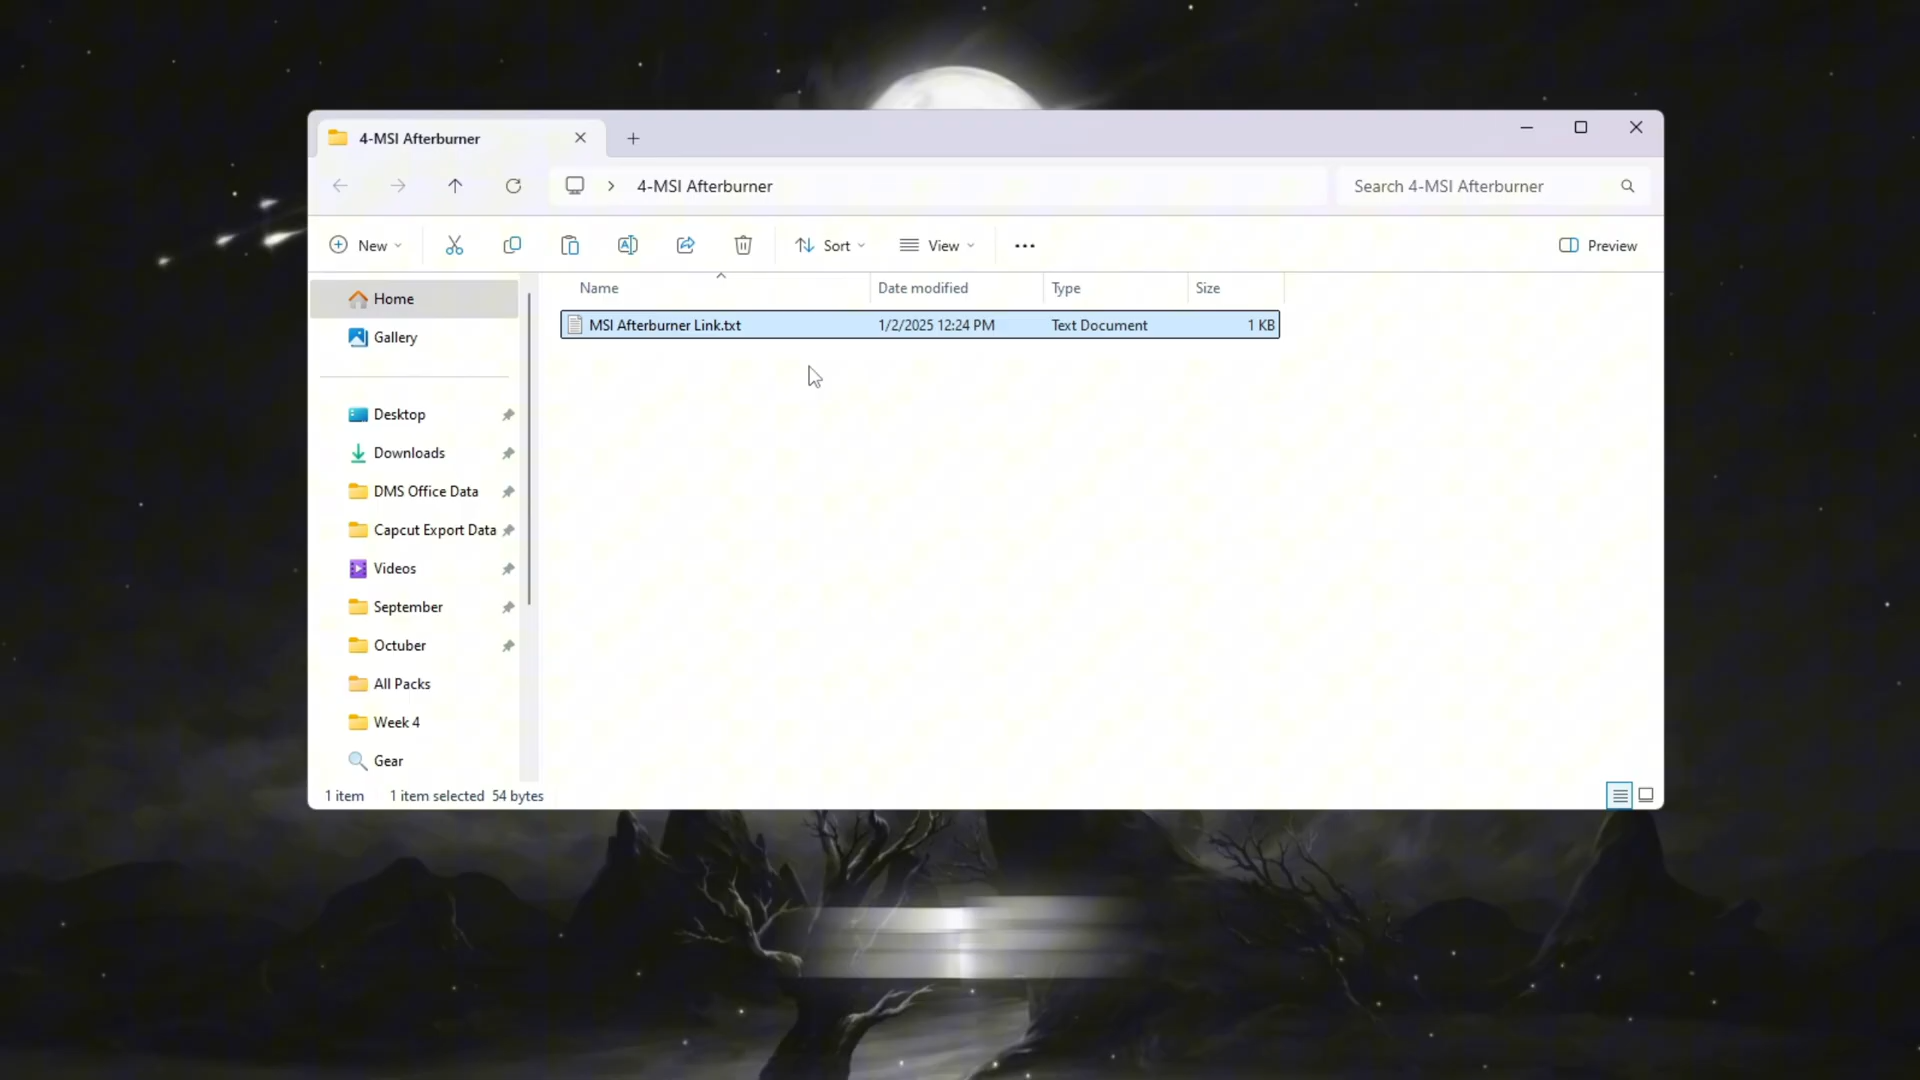 4-MSI Afterburner
4-MSI Afterburner
Search 4-MSI Afterburner
New
Sort
View
Preview
Name
Date modified
Type
Size
MSI Afterburner Link.txt
1/2/2025 12:24 PM
Text Document
1 KB
Home
Gallery
Desktop
Downloads
DMS Office Data
Capcut Export Data
Videos
September
Octuber
All Packs
Week 4
Gear
1 item
1 item selected
54 bytes